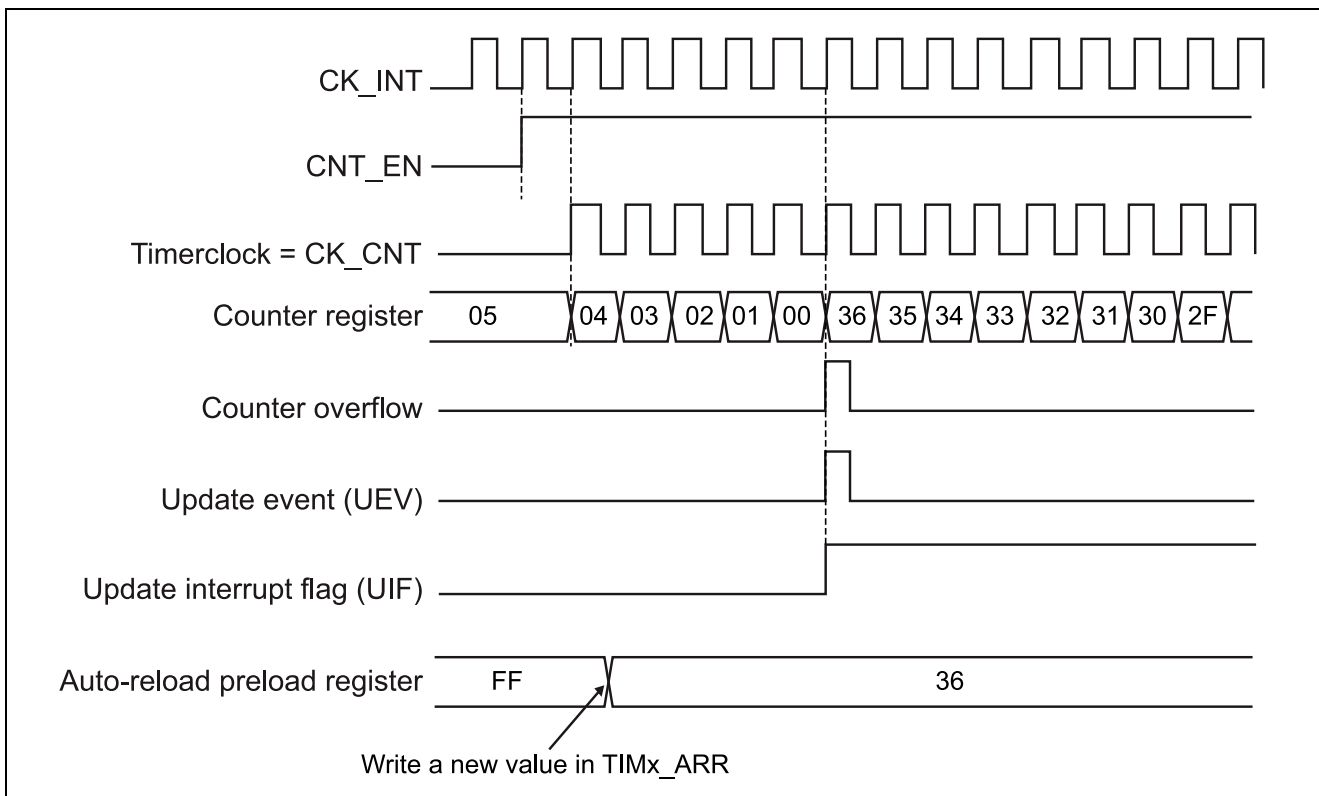 CK_INT
CNT_EN
Timerclock = CK_CNT
Counter register 05 04 03 02 01 00 36 35 34 33 32 31 30 2F
Counter overflow
Update event (UEV)
Update interrupt flag (UIF)
Auto-reload preload register FF 36
Write a new value in TIMx_ARR